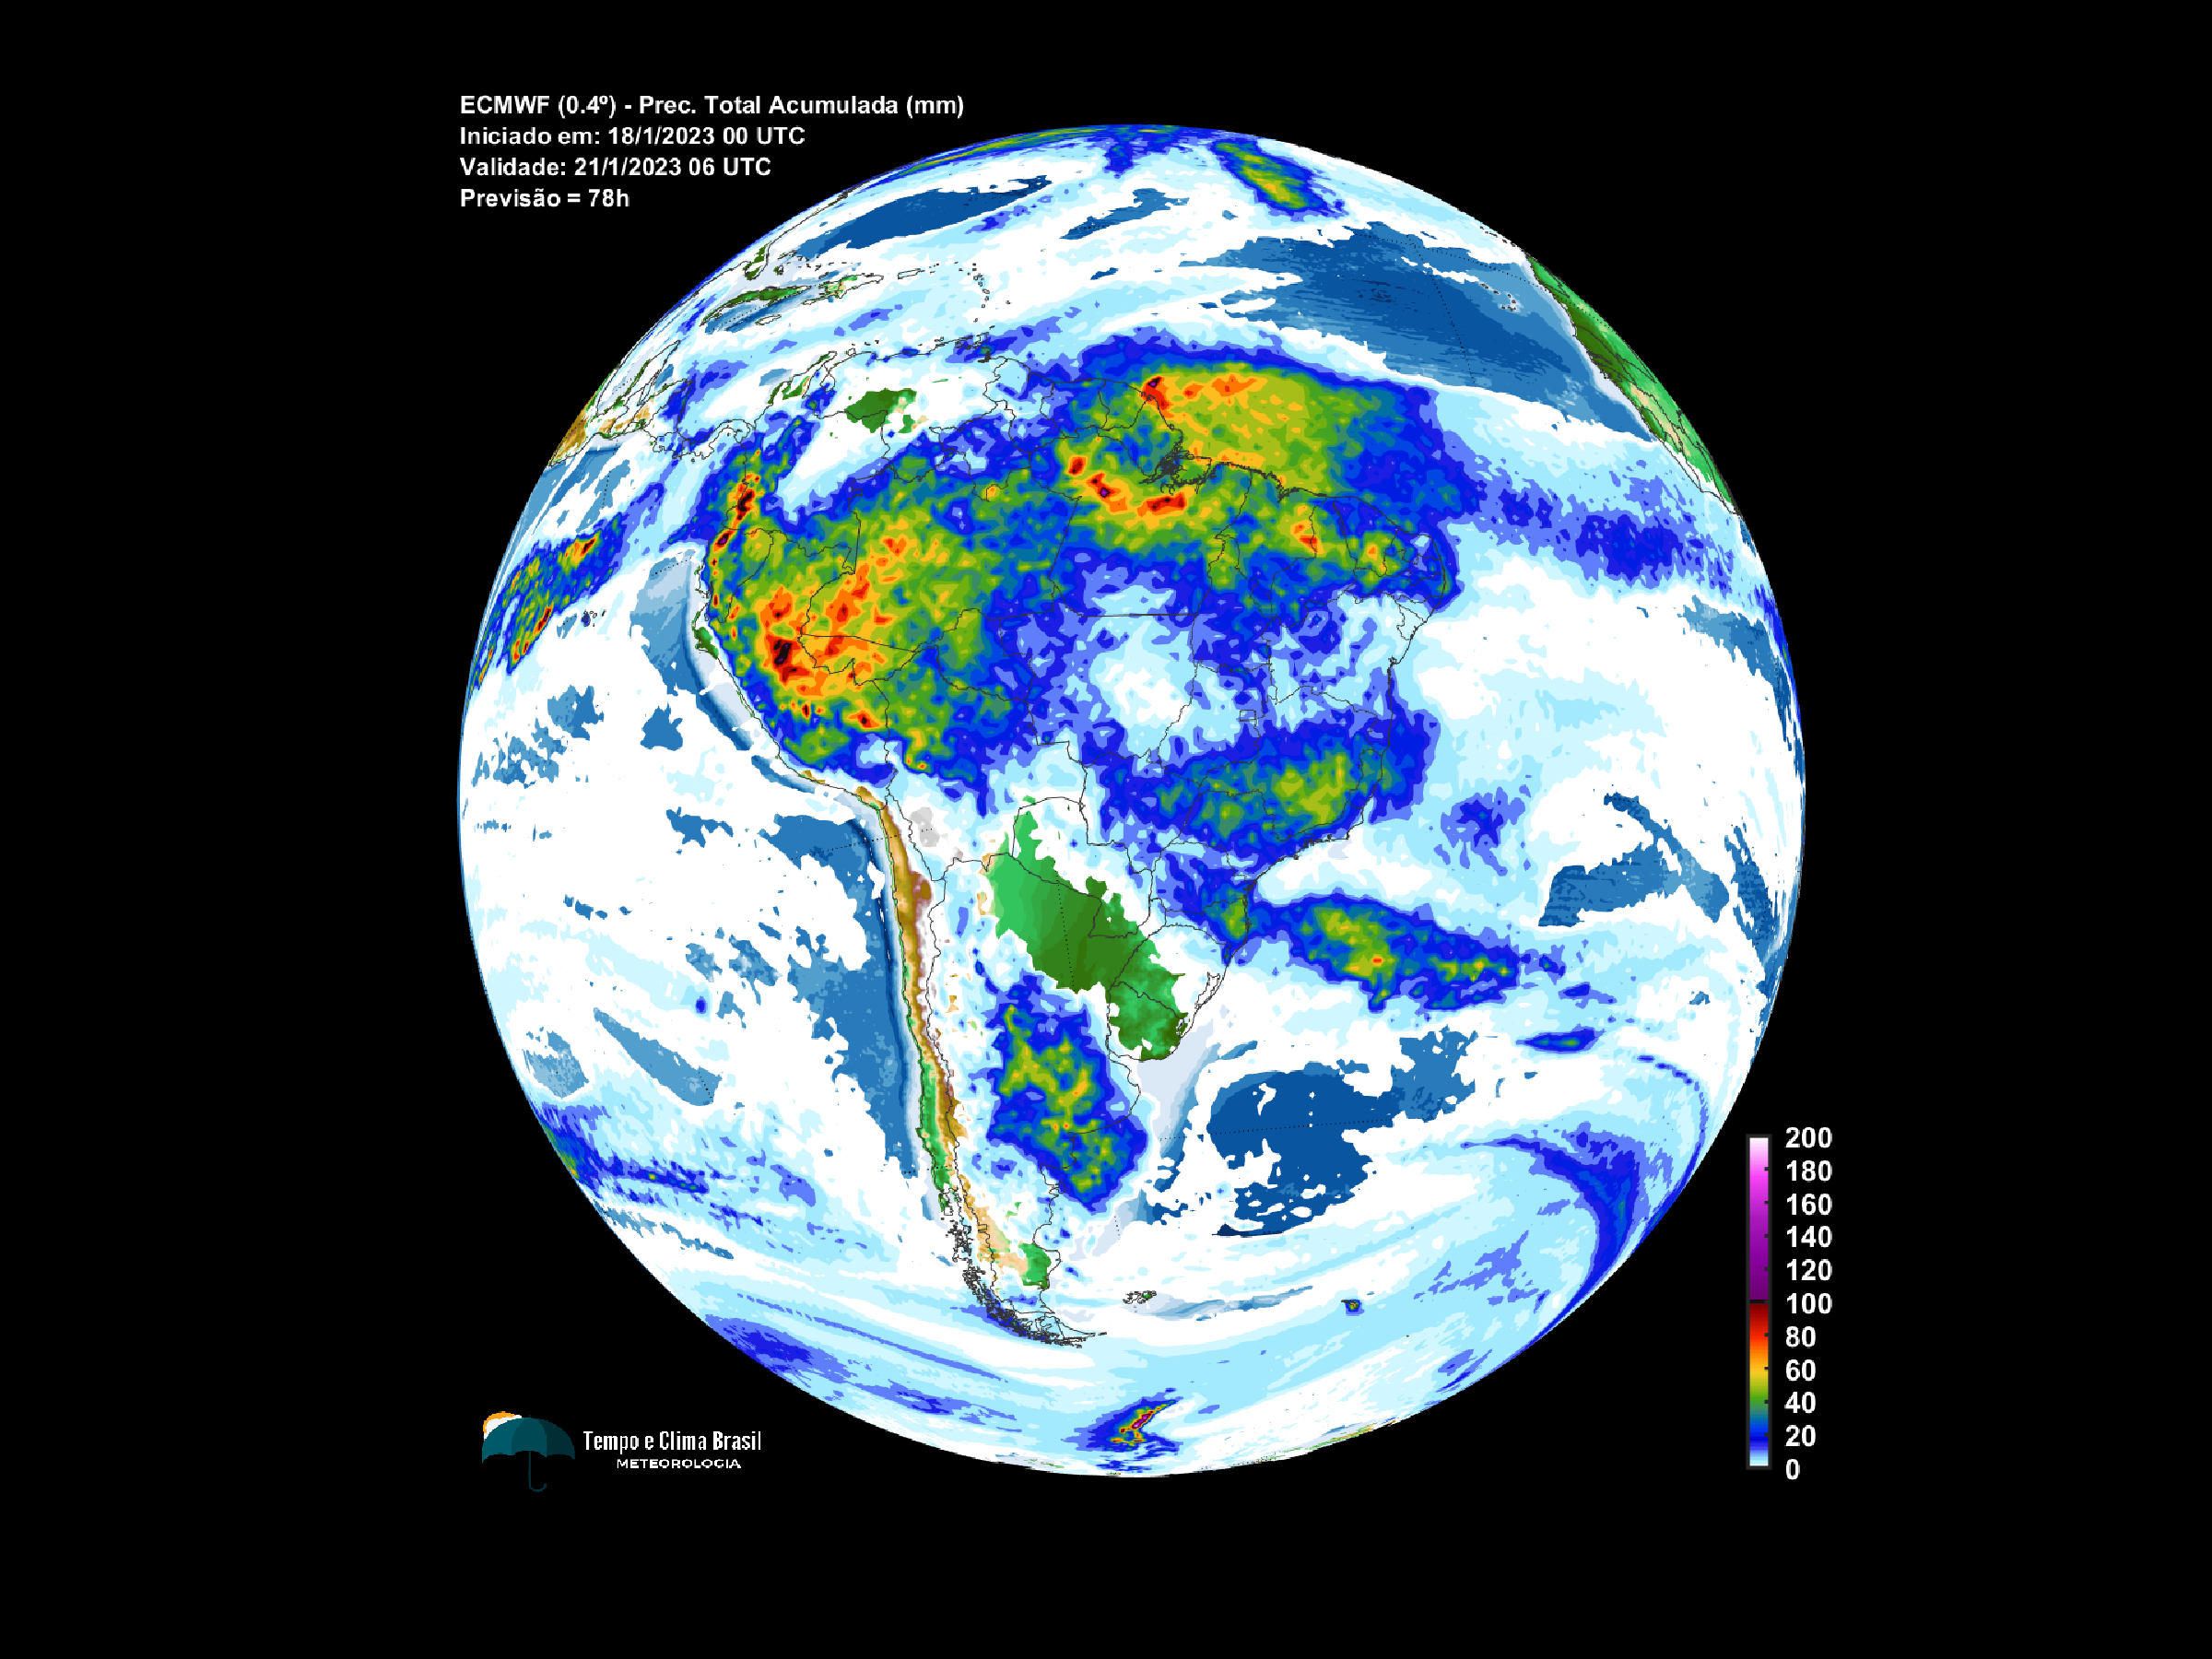 ECMWF (0.4º) - Prec. Total Acumulada (mm)
Iniciado em: 18/1/2023 00 UTC
Validade: 21/1/2023 06 UTC
Previsão = 78h
200
180
160
140
120
100
80
60
40
20
0
Tempo e Clima Brasil
METEOROLOGIA